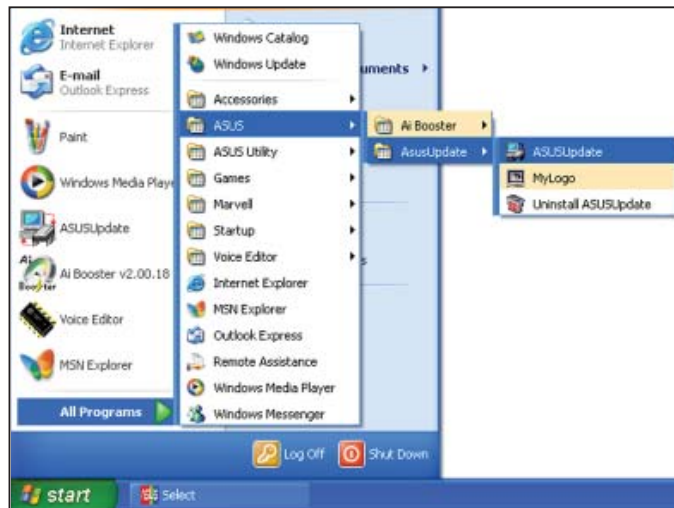 Internet
Internet Explorer
E-mail
Outlook Express
Paint
Windows Media Playe
ASUSUpdate
Ai Booster v2.00.18
Voice Editor
MSN Explorer
All Programs
Windows Catalog
Windows Update
Accessories
ASUS
ASUS Utility
Games
Marvell
Startup
Voice Editor
Internet Explorer
MSN Explorer
Outlook Express
Remote Assistance
Windows Media Player
Windows Messenger
uments
s
Ai Booster
AsusUpdate
ASUSUpdate
MyLogo
Uninstall ASUSUpdate
Log Off
Shut Down
start
Select